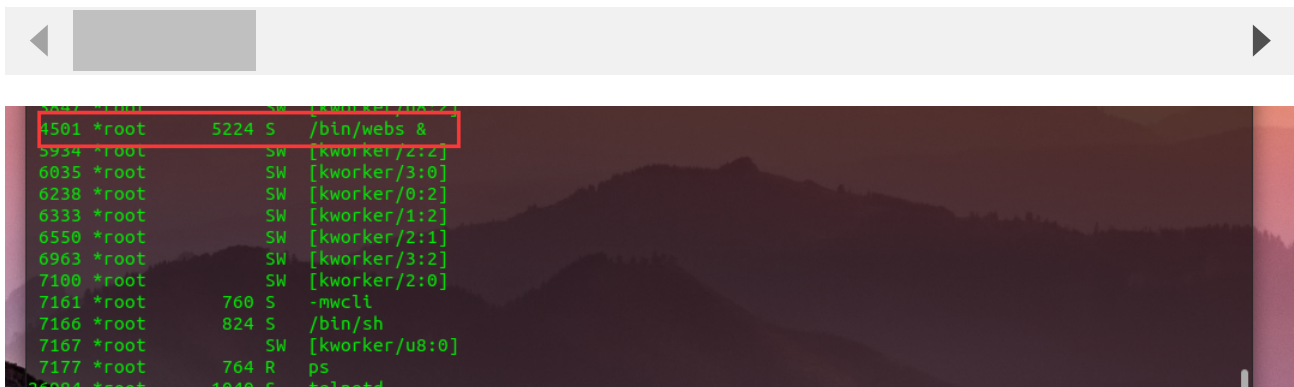 4501 *root 5224 S /bin/webs &
5934 *root SW [kworker/2:2]
6035 *root SW [kworker/3:0]
6238 *root SW [kworker/0:2]
6333 *root SW [kworker/1:2]
6550 *root SW [kworker/2:1]
6963 *root SW [kworker/3:2]
7100 *root SW [kworker/2:0]
7161 *root 760 S -mwcli
7166 *root 824 S /bin/sh
7167 *root SW [kworker/u8:0]
7177 *root 764 R ps